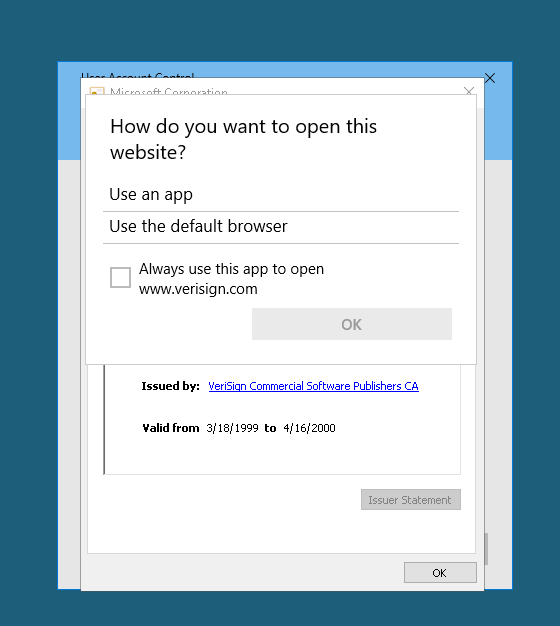 User Account Control
Microsoft Corporation
How do you want to open this
website?
Use an app
Use the default browser
Always use this app to open
www.verisign.com
OK
Issued by: VeriSign Commercial Software Publishers CA
Valid from 3/18/1999 to 4/16/2000
Issuer Statement
OK